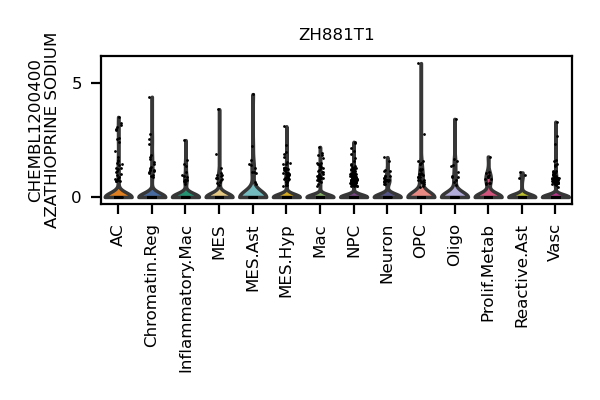 ZH881T1
CHEMBL1200400
AZATHIOPRINE SODIUM
5
0
AC
Chromatin.Reg
Inflammatory.Mac
MES
MES.Ast
MES.Hyp
Mac
NPC
Neuron
OPC
Oligo
Prolif.Metab
Reactive.Ast
Vasc